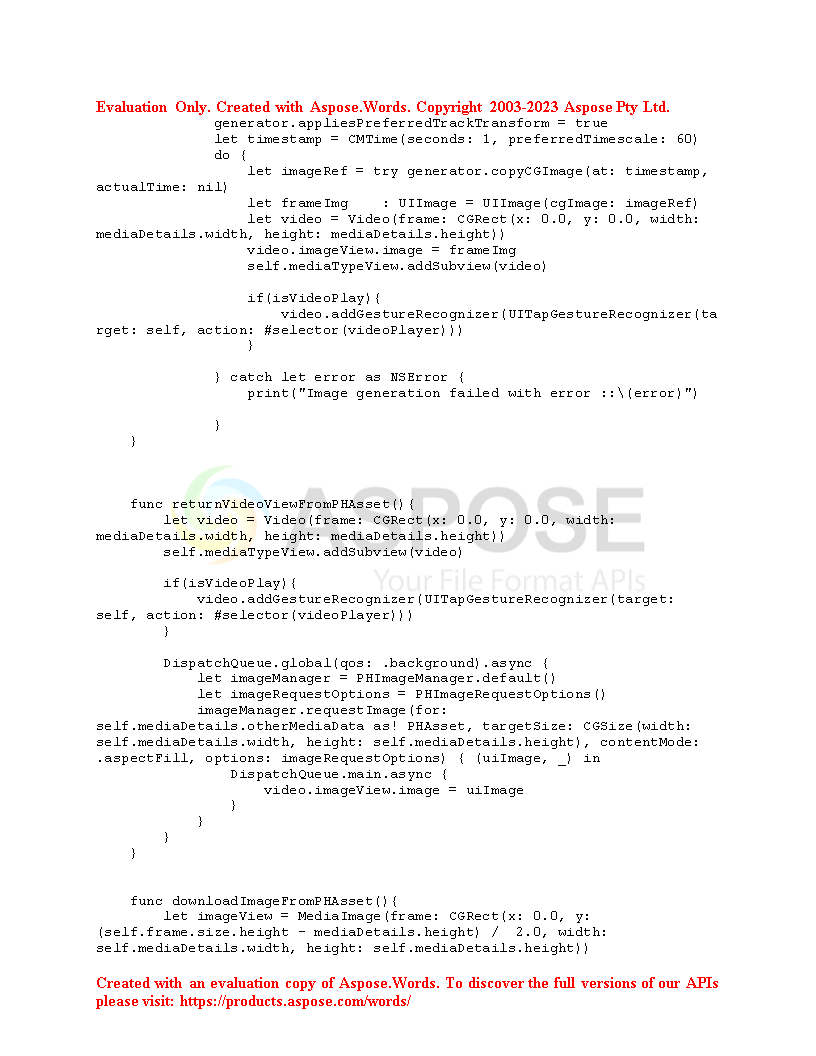 Evaluation Only. Created with Aspose.Words. Copyright 2003-2023 Aspose Pty Ltd.
generator.appliesPreferredTrackTransform = true
let timestamp = CMTime(seconds: 1, preferredTimescale: 60)
do {
let imageRef = try generator.copyCGImage(at: timestamp,
actualTime: nil)
let frameImg    : UIImage = UIImage(cgImage: imageRef)
let video = Video(frame: CGRect(x: 0.0, y: 0.0, width:
mediaDetails.width, height: mediaDetails.height))
video.imageView.image = frameImg
self.mediaTypeView.addSubview(video)
if(isVideoPlay){
video.addGestureRecognizer(UITapGestureRecognizer(ta
rget: self, action: #selector(videoPlayer)))
}
} catch let error as NSError {
print("Image generation failed with error ::\(error)")
}
}
ASPOSE
Your File Format APIs
func returnVideoViewFromPHAsset(){
let video = Video(frame: CGRect(x: 0.0, y: 0.0, width:
mediaDetails.width, height: mediaDetails.height))
self.mediaTypeView.addSubview(video)
if(isVideoPlay){
video.addGestureRecognizer(UITapGestureRecognizer(target:
self, action: #selector(videoPlayer)))
}
DispatchQueue.global(qos: .background).async {
let imageManager = PHImageManager.default()
let imageRequestOptions = PHImageRequestOptions()
imageManager.requestImage(for:
self.mediaDetails.otherMediaData as! PHAsset, targetSize: CGSize(width:
self.mediaDetails.width, height: self.mediaDetails.height), contentMode:
.aspectFill, options: imageRequestOptions) { (uiImage, _) in
DispatchQueue.main.async {
video.imageView.image = uiImage
}
}
}
}
func downloadImageFromPHAsset(){
let imageView = MediaImage(frame: CGRect(x: 0.0, y:
(self.frame.size.height - mediaDetails.height) /  2.0, width:
self.mediaDetails.width, height: self.mediaDetails.height))
Created with an evaluation copy of Aspose.Words. To discover the full versions of our APIs
please visit: https://products.aspose.com/words/